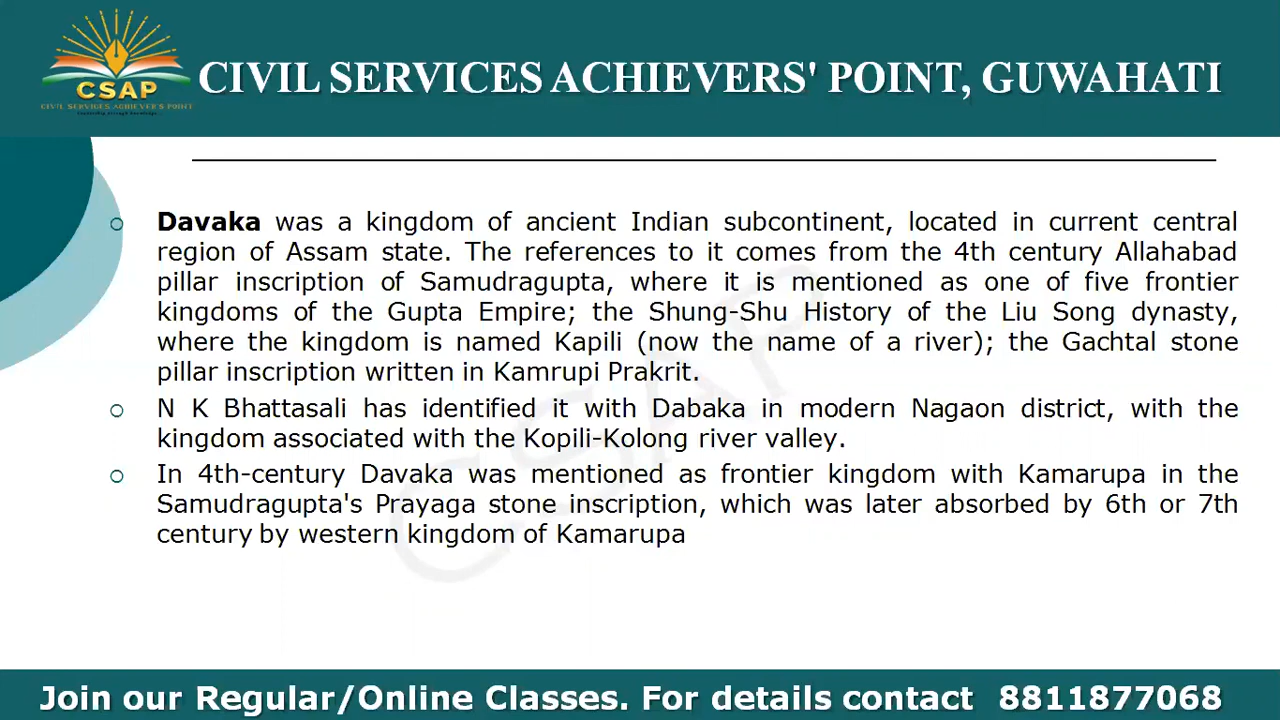 CSAP
CIVIL SERVICES ACHIEVER'S POINT
CIVIL SERVICES ACHIEVERS' POINT, GUWAHATI
Davaka was a kingdom of ancient Indian subcontinent, located in current central
region of Assam state. The references to it comes from the 4th century Allahabad
pillar inscription of Samudragupta, where it is mentioned as one of five frontier
kingdoms of the Gupta Empire; the Shung-Shu History of the Liu Song dynasty,
where the kingdom is named Kapili (now the name of a river); the Gachtal stone
pillar inscription written in Kamrupi Prakrit.
N K Bhattasali has identified it with Dabaka in modern Nagaon district, with the
kingdom associated with the Kopili-Kolong river valley.
In 4th-century Davaka was mentioned as frontier kingdom with Kamarupa in the
Samudragupta's Prayaga stone inscription, which was later absorbed by 6th or 7th
century by western kingdom of Kamarupa
CSAP
Join our Regular/Online Classes. For details contact 8811877068